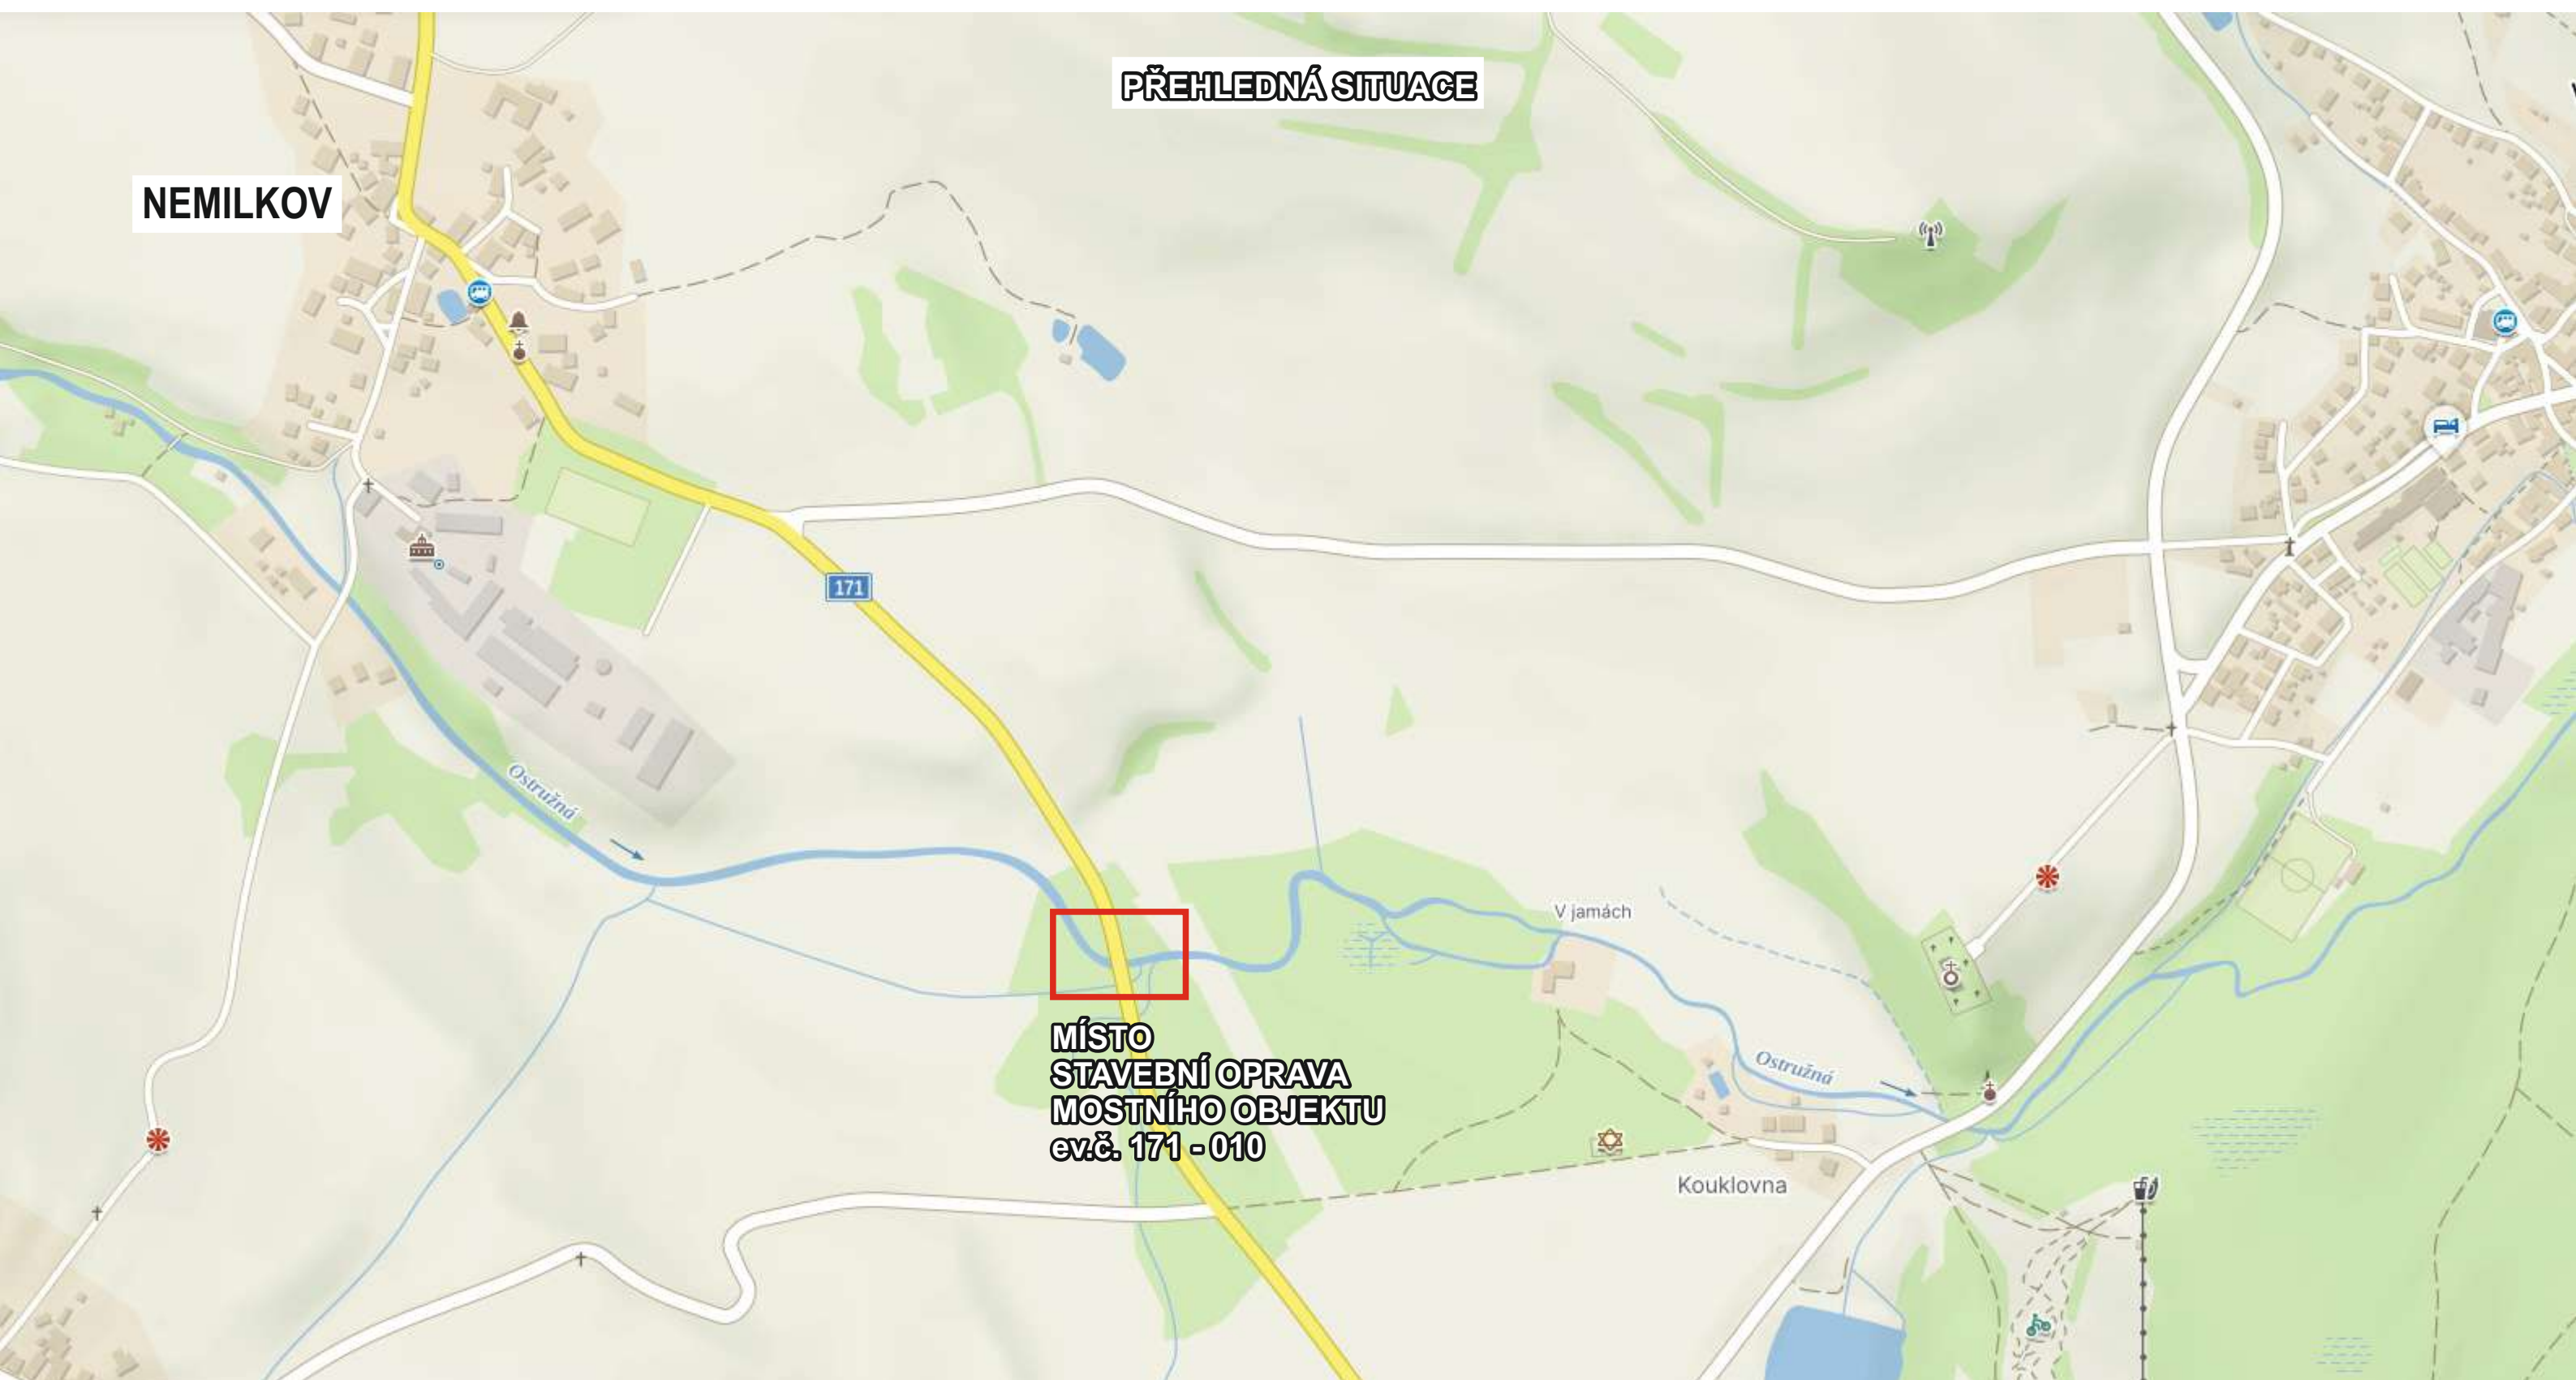 PŘEHLEDNÁ SITUACE
NEMILKOV
171
Ostružná
V jamách
MÍSTO
STAVEBNÍ OPRAVA
MOSTNÍHO OBJEKTU
ev.č. 171 - 010
Ostružná
Kouklovna